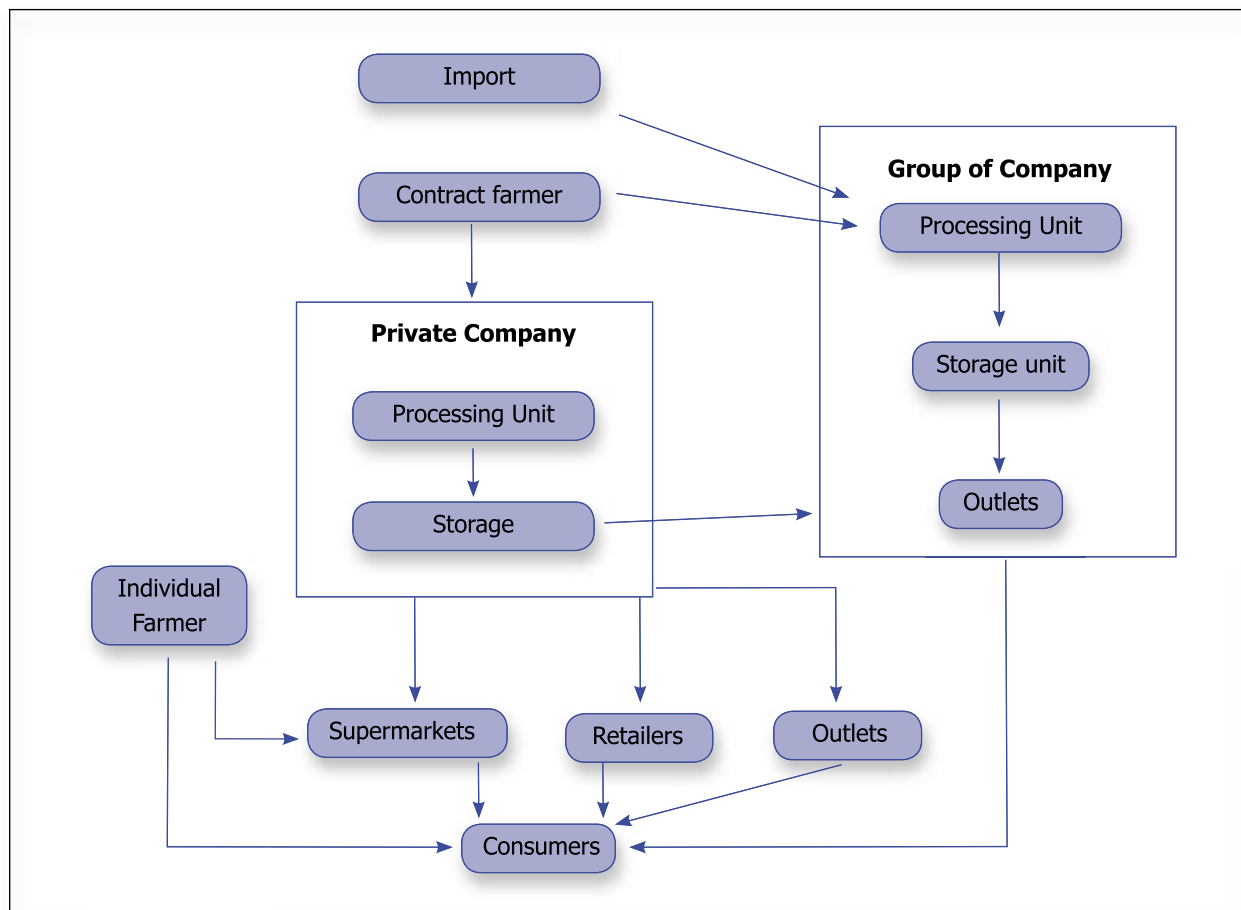 Import
Contract farmer
Group of Company
Processing Unit
Storage unit
Outlets
Private Company
Processing Unit
Storage
Individual
Farmer
Supermarkets
Retailers
Outlets
Consumers